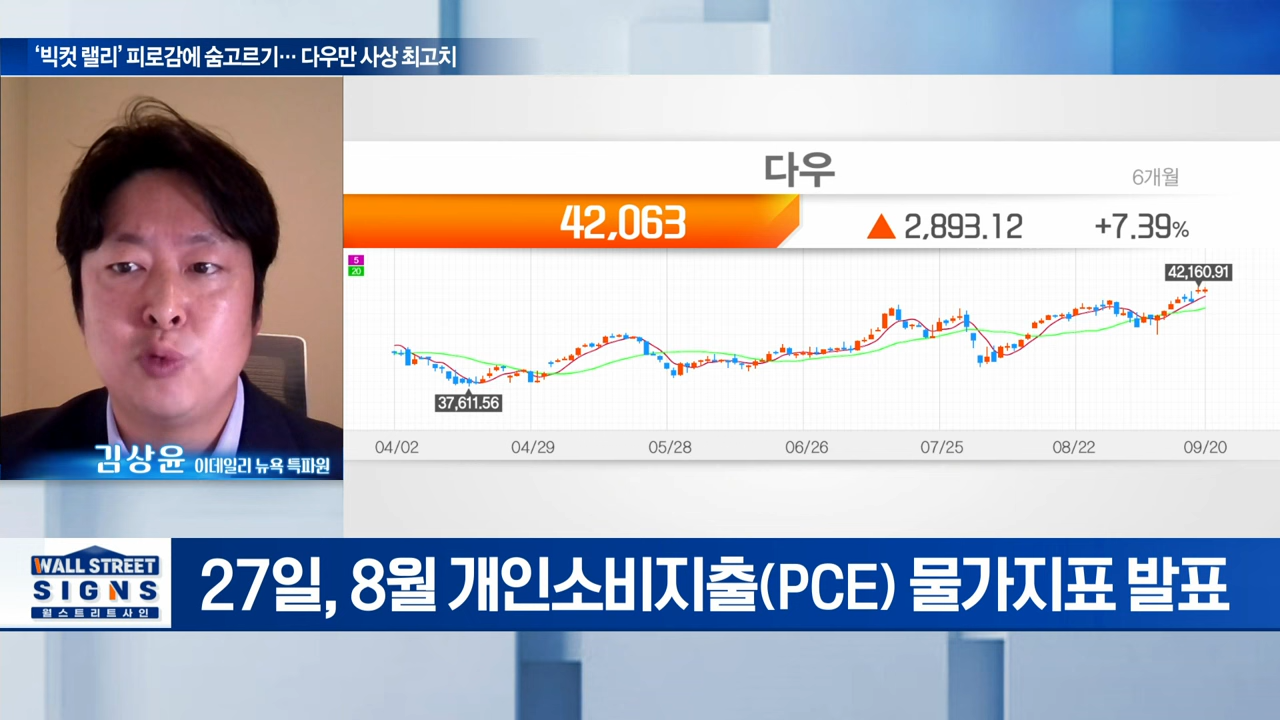 ‘빅컷 랠리’ 피로감에 숨고르기… 다우만 사상 최고치
다우
6개월
42,063
▲ 2,893.12
+7.39%
5
20
42,160.91
37,611.56
04/02
04/29
05/28
06/26
07/25
08/22
09/20
김상윤 이데일리 뉴욕 특파원
WALL STREET
SIGNS
월스트리트사인
27일, 8월 개인소비지출(PCE) 물가지표 발표